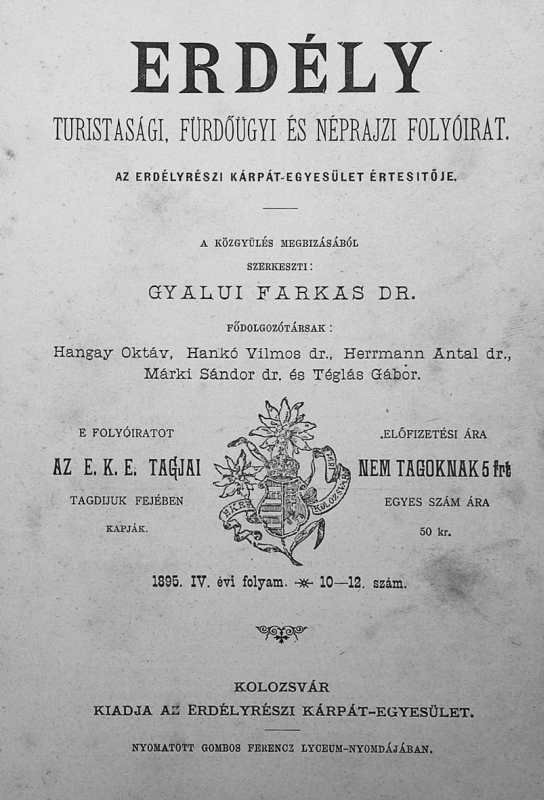 ERDÉLY
TURISTASÁGI, FÜRDŐÜGYI ÉS NÉPRAJZI FOLYÓIRAT.
AZ ERDÉLYRÉSZI KÁRPÁT-EGYESÜLET ÉRTESITŐJE.
A KÖZGYÜLÉS MEGBIZÁSÁBÓL
SZERKESZTI:
GYALUI FARKAS DR.
FŐDOLGOZÓTÁRSAK:
Hangay Oktáv, Hankó Vilmos dr., Herrmann Antal dr.,
Márki Sándor dr. és Téglás Gábor.
E FOLYÓIRATOT
AZ E. K. E. TAGJAI
TAGDIJUK FEJÉBEN
KAPJÁK.
E.K.E.
KOLOZSVÁR
ELŐFIZETÉSI ÁRA
NEM TAGOKNAK 5 frt
EGYES SZÁM ÁRA
50 kr.
1895. IV. évi folyam. 10—12. szám.
KOLOZSVÁR
KIADJA AZ ERDÉLYRÉSZI KÁRPÁT-EGYESÜLET.
NYOMATOTT GOMBOS FERENCZ LYCEUM-NYOMDÁJÁBAN.